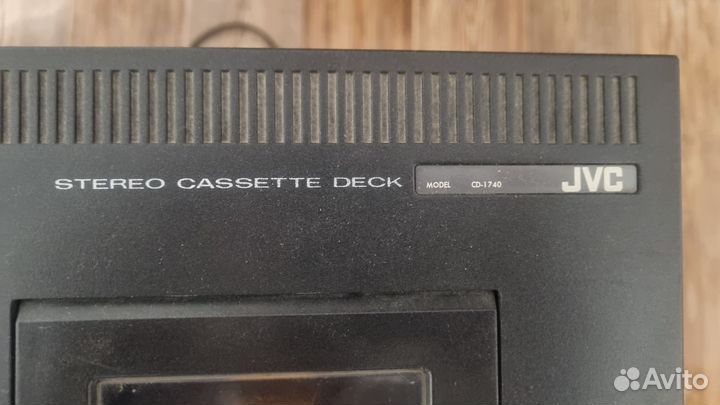 STEREO CASSETTE DECK MODEL CD-1740 JVC
Avito